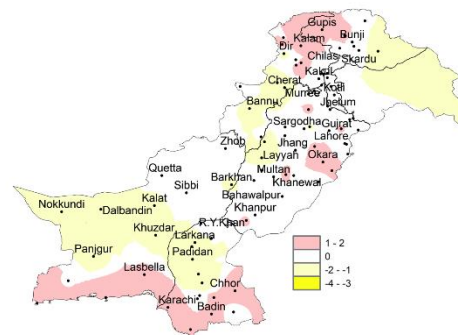 Gupis
Kalam
Bunji
Dir
Chilas
Skardu
Kakul
Cherat
Kotli
Murree
Bannu
Jhelum
Sargodha
Gujrat
Zhob
Jhang
Lahore
Layyah
Okara
Quetta
Multan
Barkhan
Khanewal
Sibbi
Bahawalpur
Kalat
Nokkundi
Dalbandin
Khanpur
R.Y.Khan
Khuzdar
Larkana
Panjgur
Padidan
Lasbella
Chhor
Karachi
Badin
1 - 2
0
-2 - -1
-4 - -3